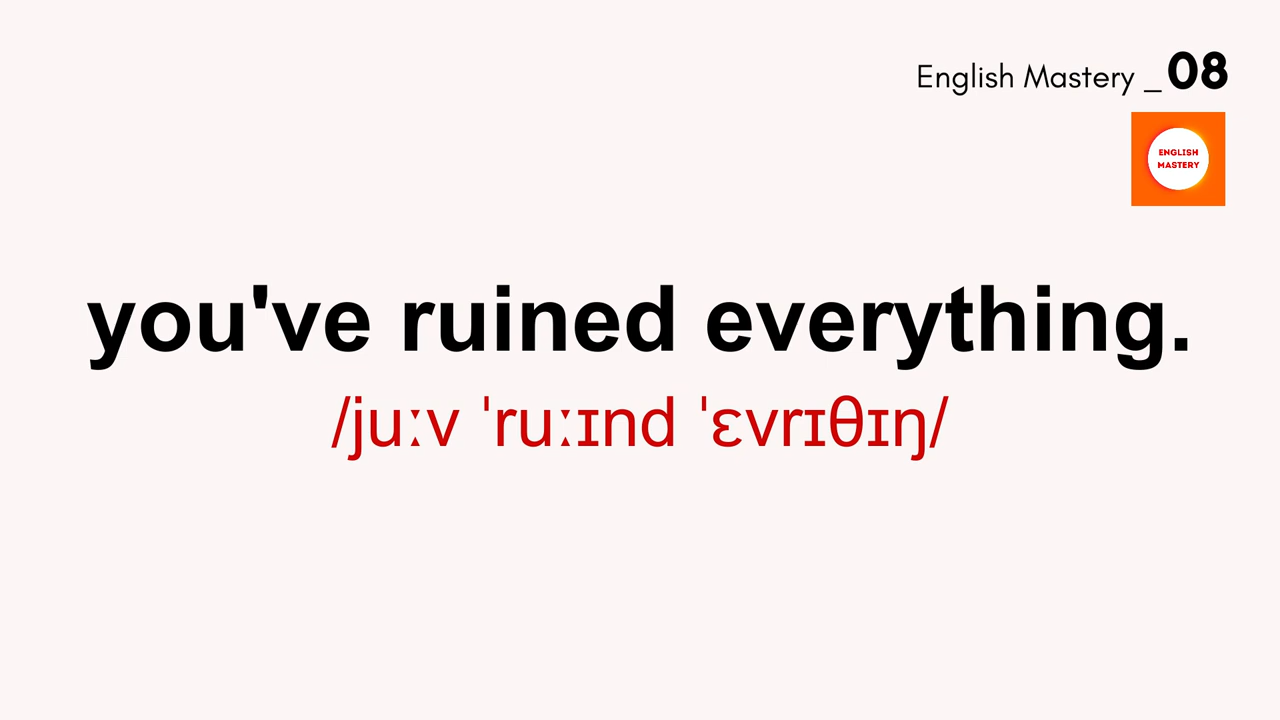 English Mastery _08
ENGLISH
MASTERY
you've ruined everything.
/juːv ˈruːɪnd ˈɛvrɪθɪŋ/